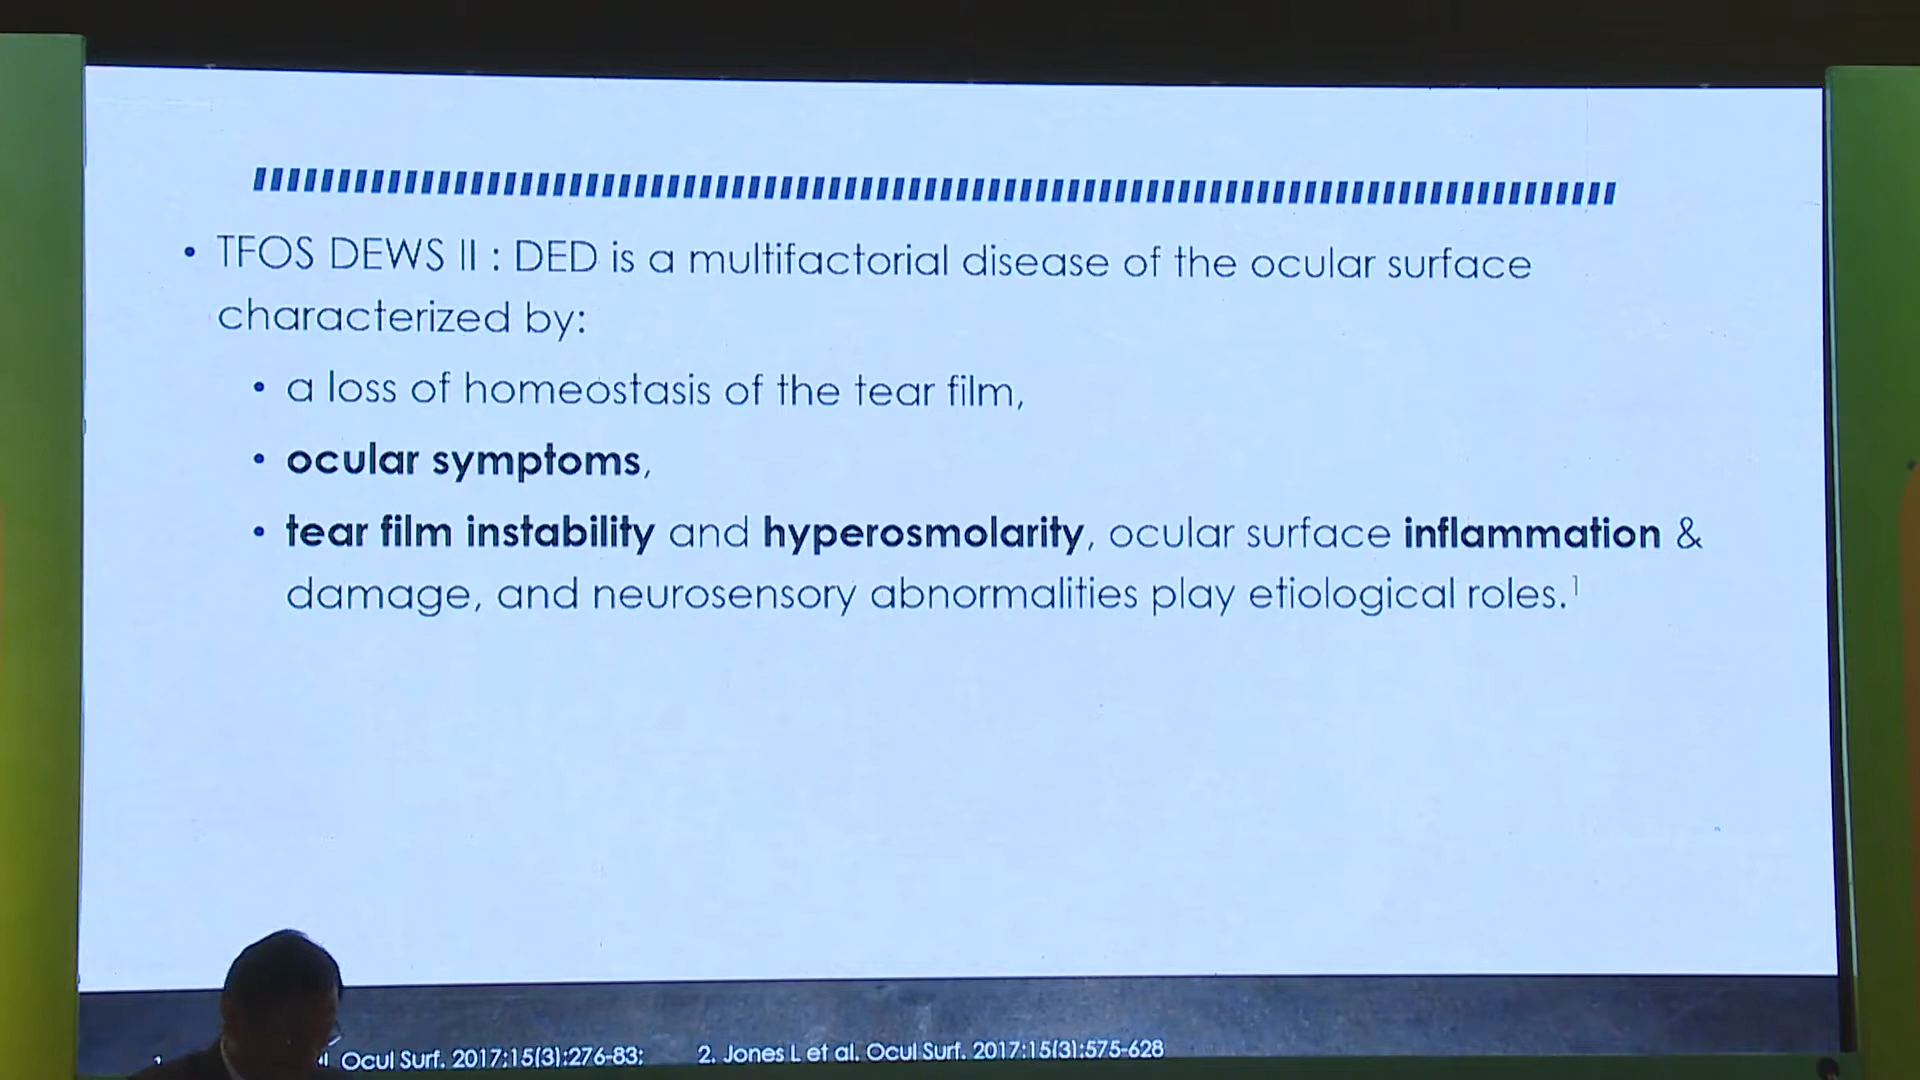 • TFOS DEWS II : DED is a multifactorial disease of the ocular surface
characterized by:
• a loss of homeostasis of the tear film,
• ocular symptoms,
• tear film instability and hyperosmolarity, ocular surface inflammation &
damage, and neurosensory abnormalities play etiological roles.¹
Ocul Surf. 2017;15(3):276-83; 2. Jones L et al. Ocul Surf. 2017;15(3):575-628